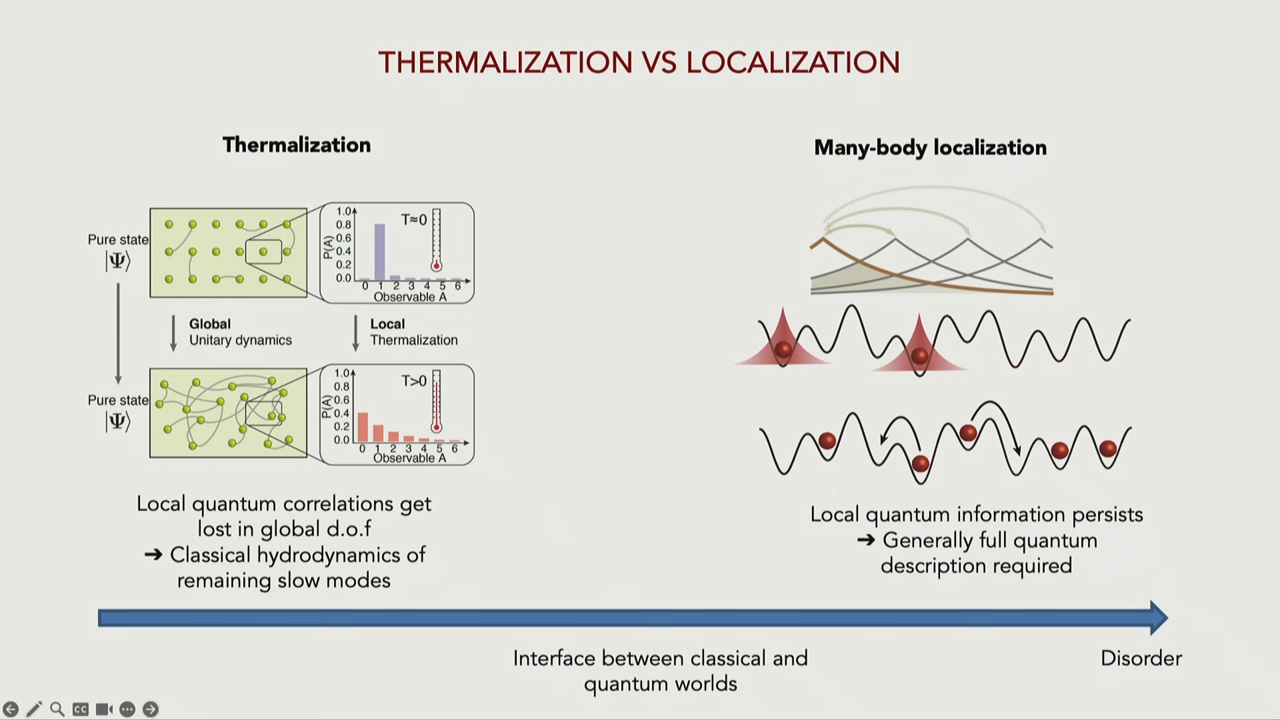 THERMALIZATION VS LOCALIZATION
Thermalization
Pure state
|Ψ⟩
P(A)
1.0
0.8
0.6
0.4
0.2
0.0
T≈0
0 1 2 3 4 5 6
Observable A
Global
Unitary dynamics
Local
Thermalization
Pure state
|Ψ⟩
P(A)
1.0
0.8
0.6
0.4
0.2
0.0
T>0
0 1 2 3 4 5 6
Observable A
Local quantum correlations get
lost in global d.o.f
➔ Classical hydrodynamics of
remaining slow modes
Many-body localization
Local quantum information persists
➔ Generally full quantum
description required
Interface between classical and
quantum worlds
Disorder
CC